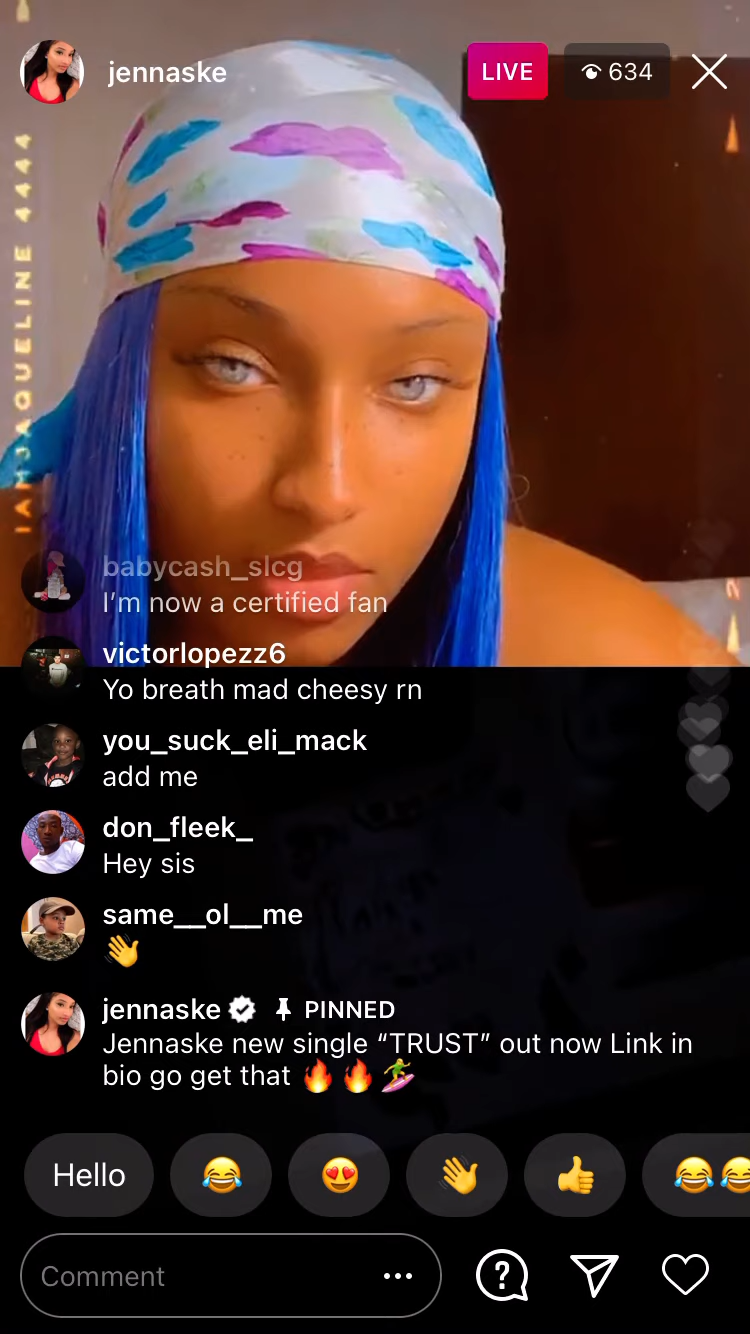 jennaske
LIVE
634
IAMJAQUELINE 4444
babycash_slcg
I’m now a certified fan
victorlopezz6
Yo breath mad cheesy rn
you_suck_eli_mack
add me
don_fleek_
Hey sis
same__ol__me
👋
jennaske PINNED
Jennaske new single “TRUST” out now Link in
bio go get that 🔥🔥🏄
Hello 😂 😍 👋 👍 😂😂
Comment